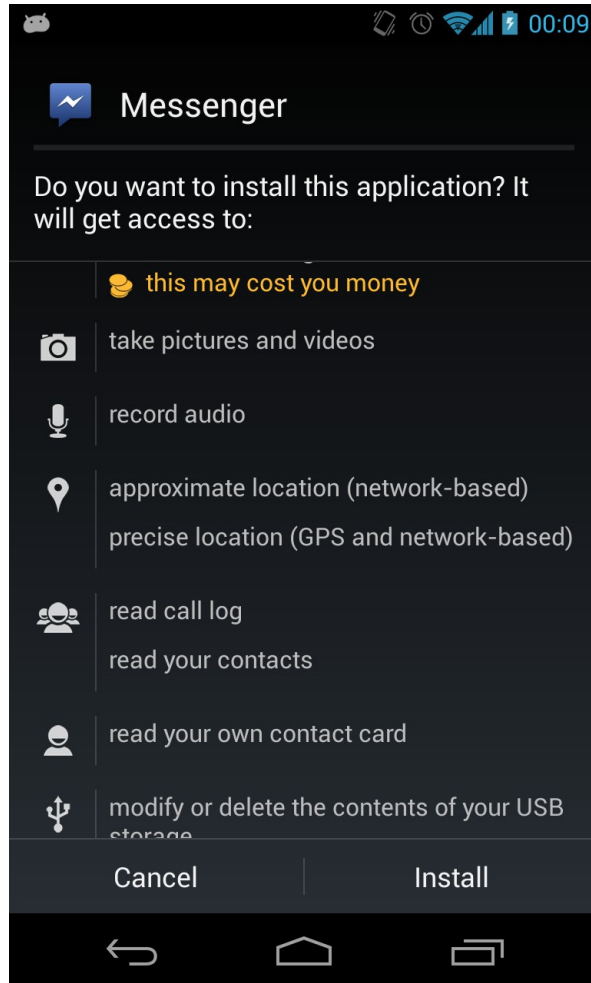 00:09
Messenger
Do you want to install this application? It
will get access to:
this may cost you money
take pictures and videos
record audio
approximate location (network-based)
precise location (GPS and network-based)
read call log
read your contacts
read your own contact card
modify or delete the contents of your USB
storage
Cancel
Install